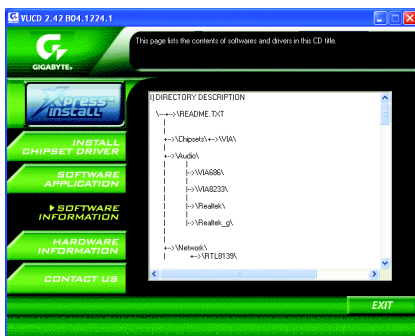 VUCD 2.42 B04.1224.1
GIGABYTE
This page lists the contents of softwares and drivers in this CD title.
Xpress-
Install
INSTALL
CHIPSET DRIVER
SOFTWARE
APPLICATION
SOFTWARE
INFORMATION
HARDWARE
INFORMATION
CONTACT US
I) DIRECTORY DESCRIPTION
\---+-->\README.TXT
|
+-->\Chipsets\+-->\VIA\
|
+-->\Audio\
| |
| |-->\VIA686\
| |
| |-->\VIA8233\
| |
| |-->\Realtek\
| |
| |-->\Realtek_g\
|
|
+-->\Network\
| +-->\RTL8139\
EXIT